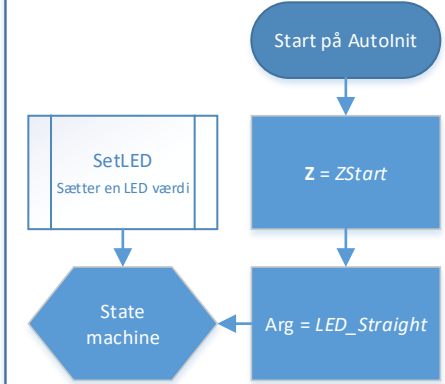 Start på AutoInit
SetLED
Sætter en LED værdi
Z = ZStart
State
machine
Arg = LED_Straight